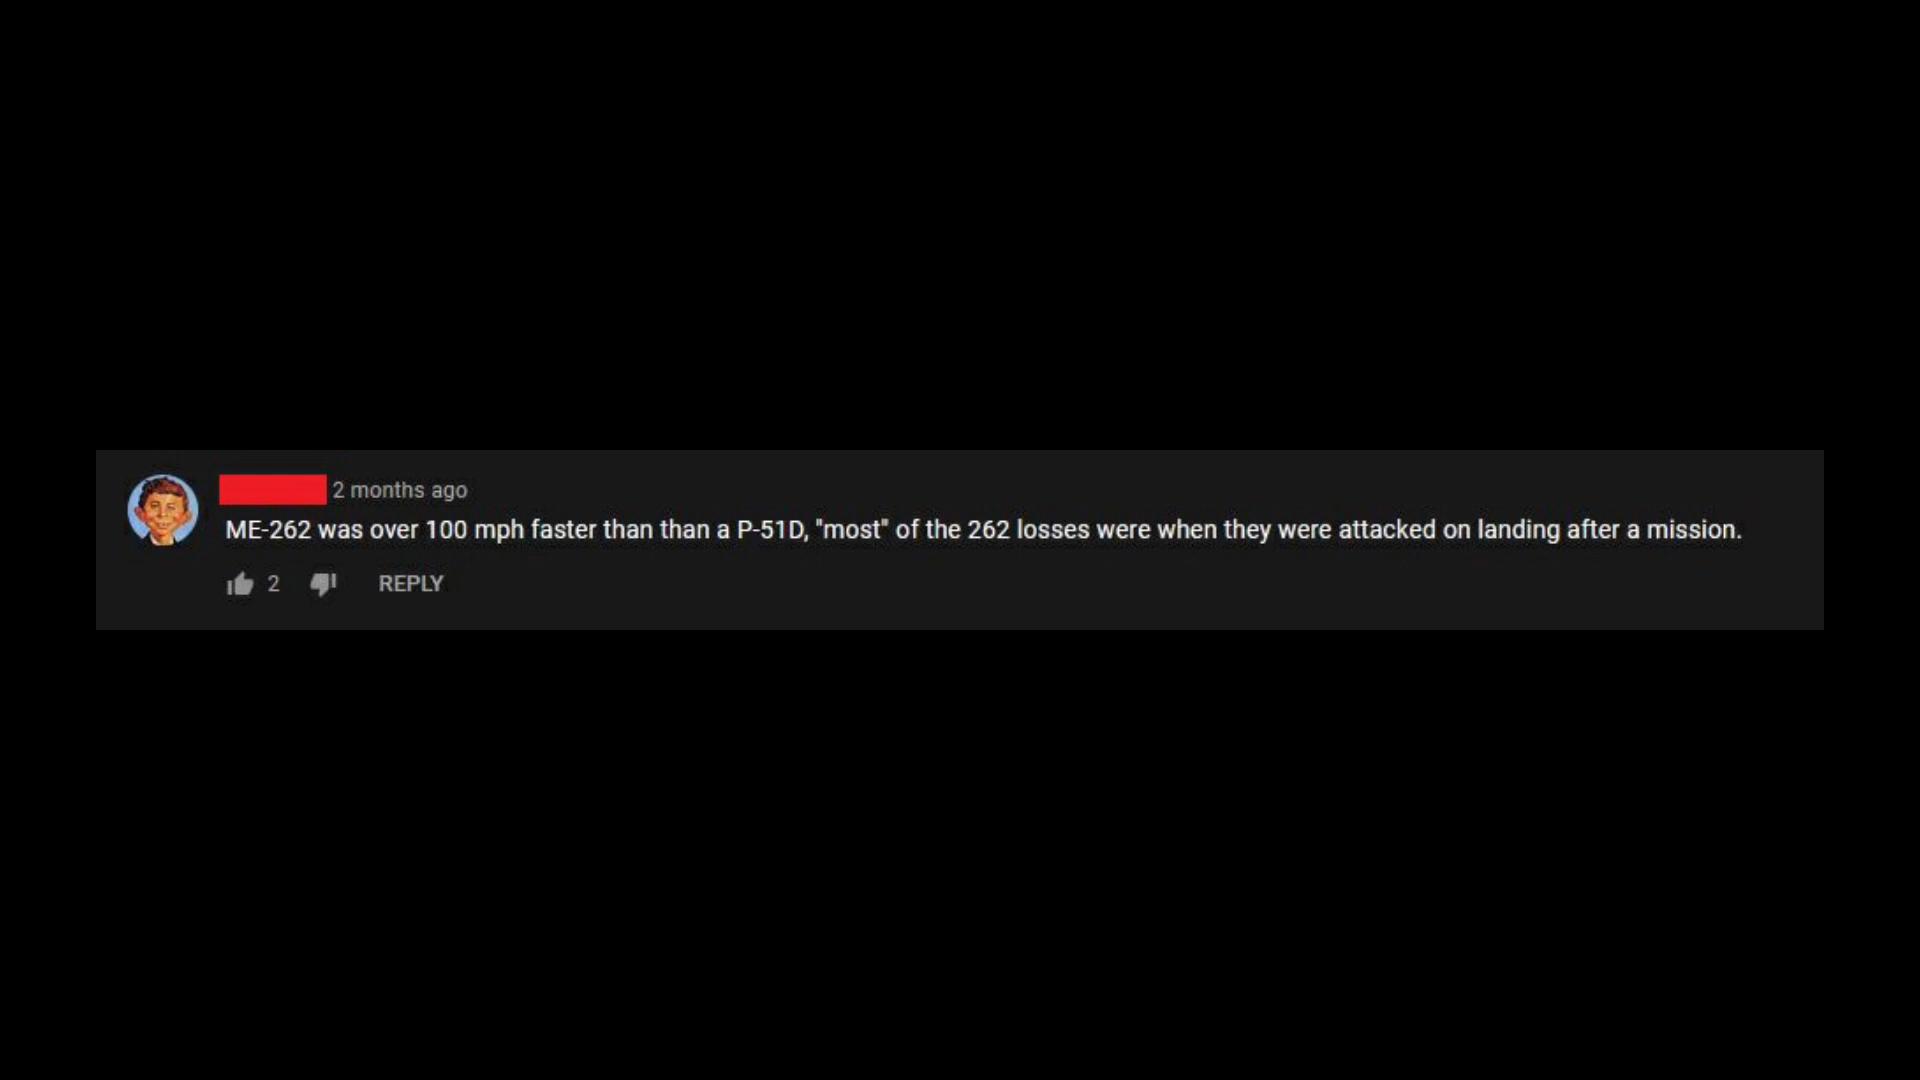 2 months ago
ME-262 was over 100 mph faster than than a P-51D, "most" of the 262 losses were when they were attacked on landing after a mission.
2 REPLY